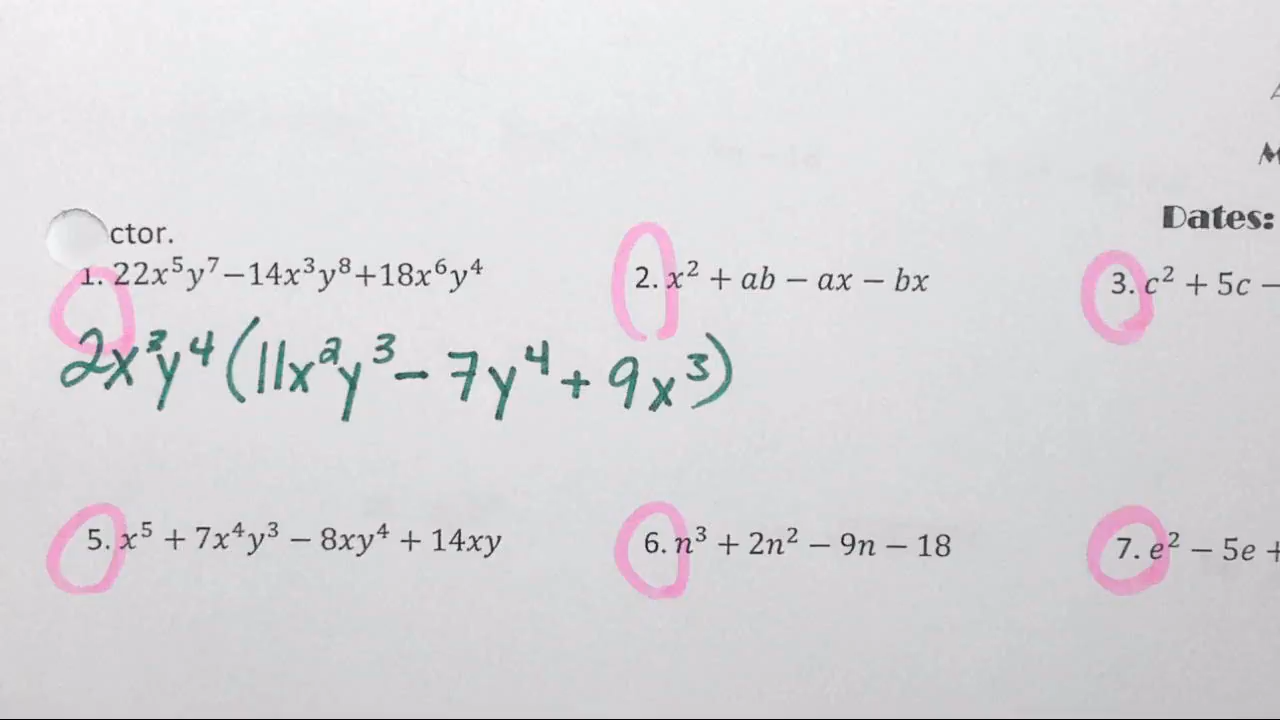 Dates:
ctor.
1. 22x⁵y⁷−14x³y⁸+18x⁶y⁴
2. x² + ab − ax − bx
3. c² + 5c −
2x³y⁴(11x²y³ − 7y⁴ + 9x³)
5. x⁵ + 7x⁴y³ − 8xy⁴ + 14xy
6. n³ + 2n² − 9n − 18
7. e² − 5e +